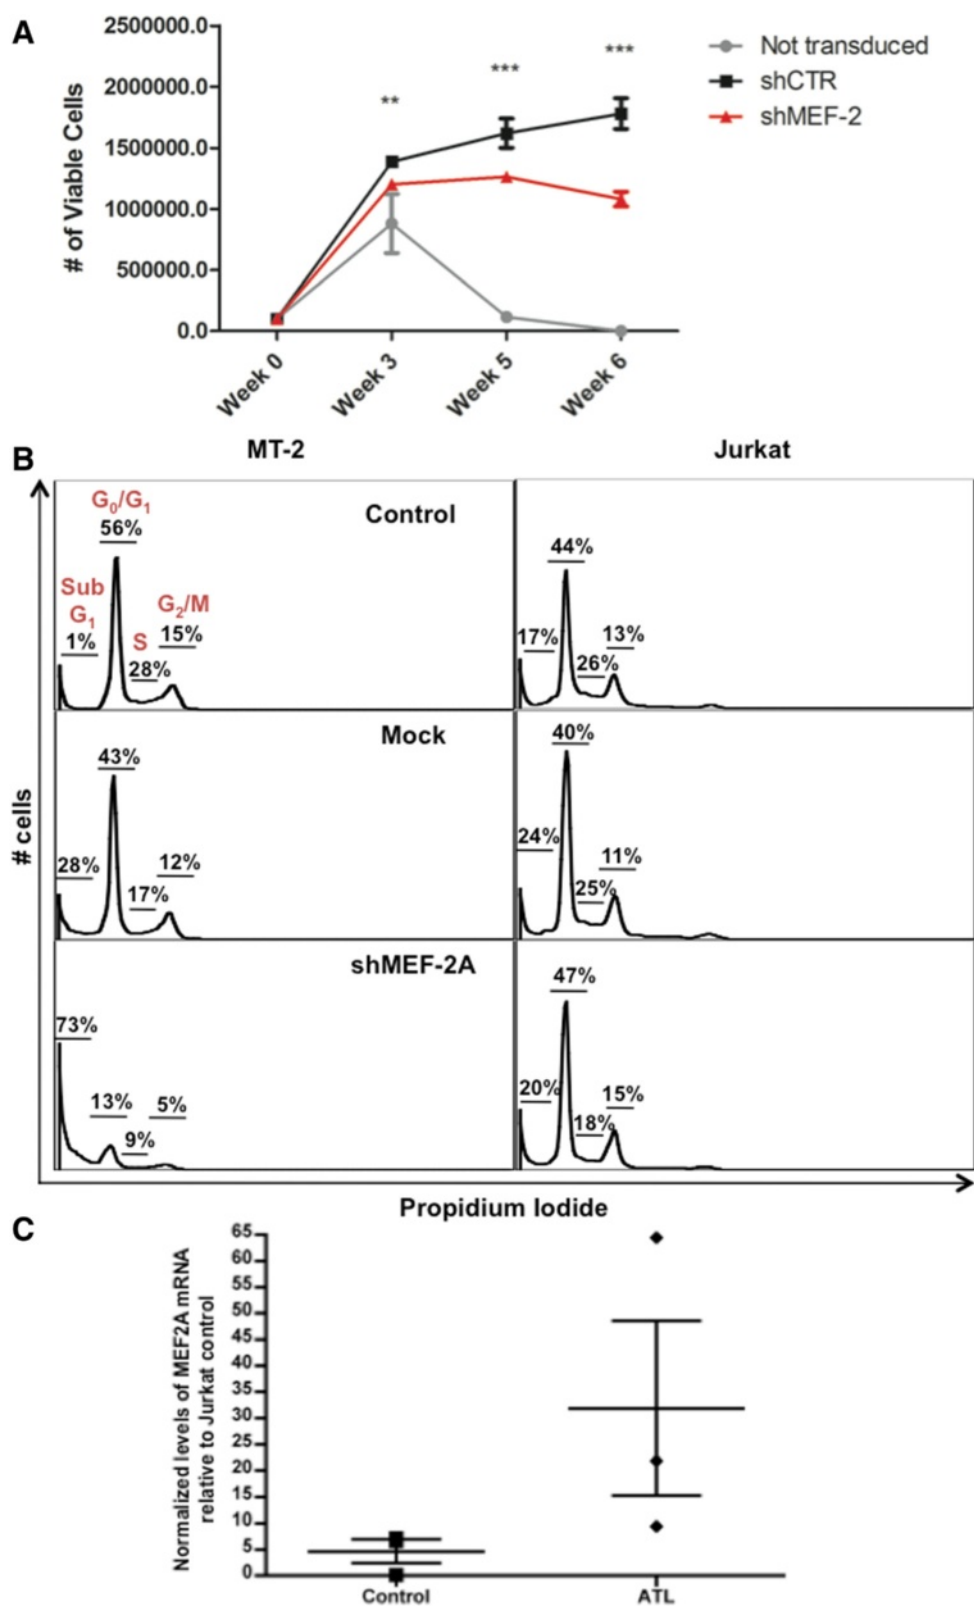 A
2500000.0
2000000.0
1500000.0
1000000.0
500000.0
0.0
# of Viable Cells
**
***
***
Not transduced
shCTR
shMEF-2
Week 0
Week 3
Week 5
Week 6
B
MT-2
Jurkat
# cells
Control
G0/G1
56%
Sub
G1
1%
S
28%
G2/M
15%
44%
17%
26%
13%
Mock
43%
28%
17%
12%
40%
24%
25%
11%
shMEF-2A
73%
13%
9%
5%
47%
20%
18%
15%
Propidium Iodide
C
Normalized levels of MEF2A mRNA
relative to Jurkat control
65
60
55
50
45
40
35
30
25
20
15
10
5
0
Control
ATL